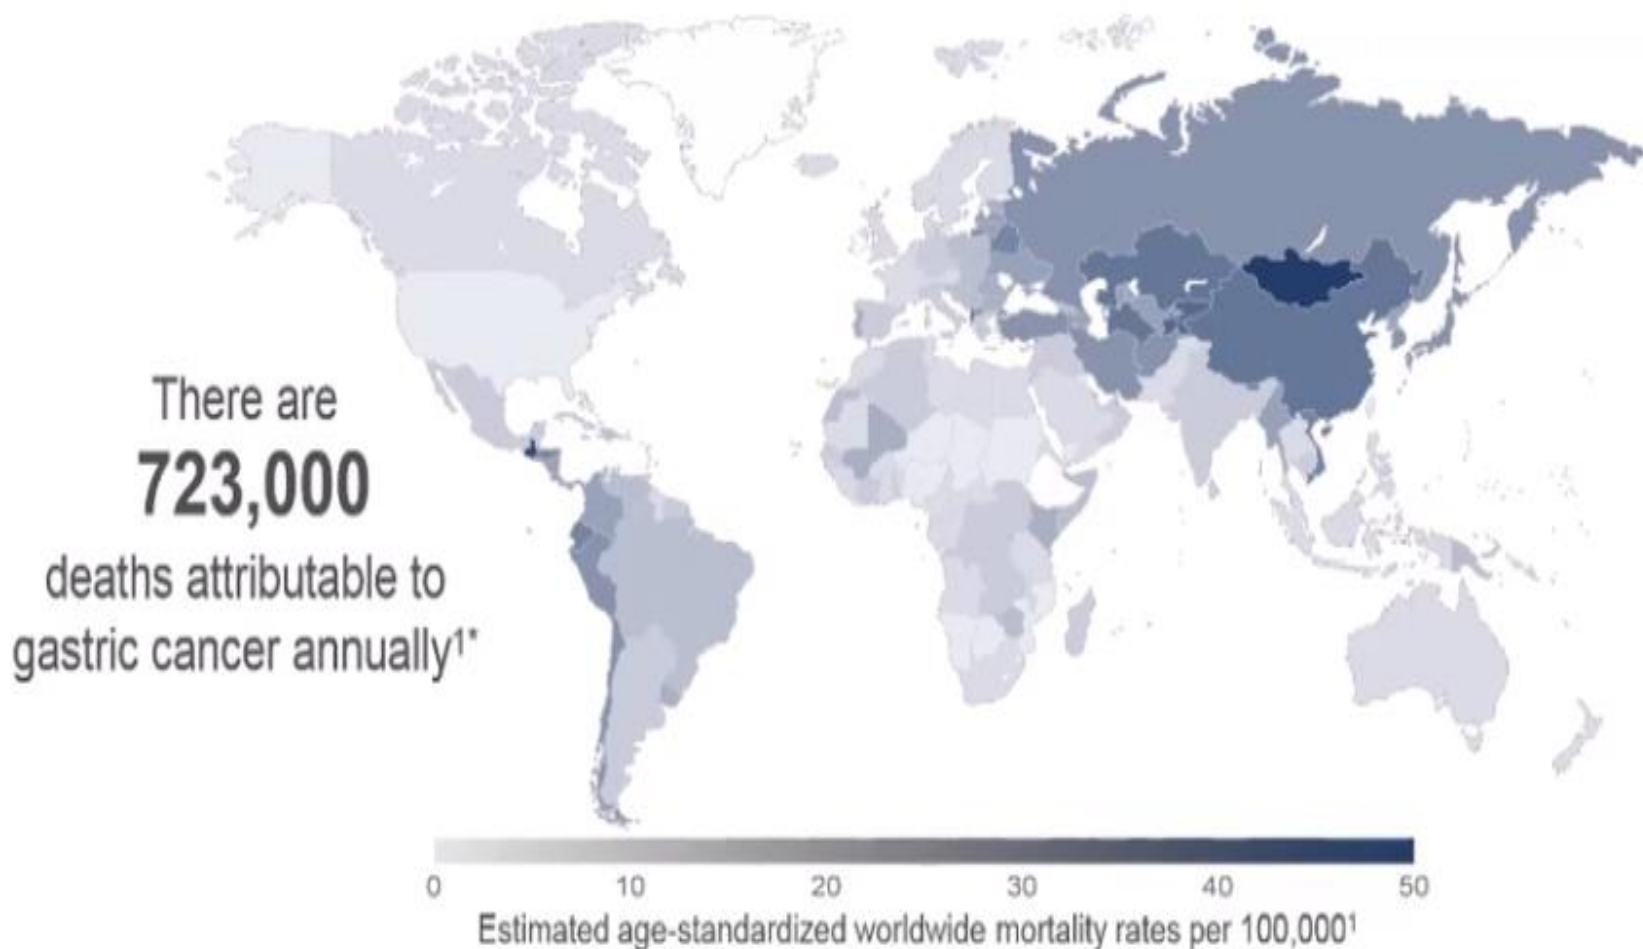 There are
723,000
deaths attributable to
gastric cancer annually¹*
0 10 20 30 40 50
Estimated age-standardized worldwide mortality rates per 100,000¹